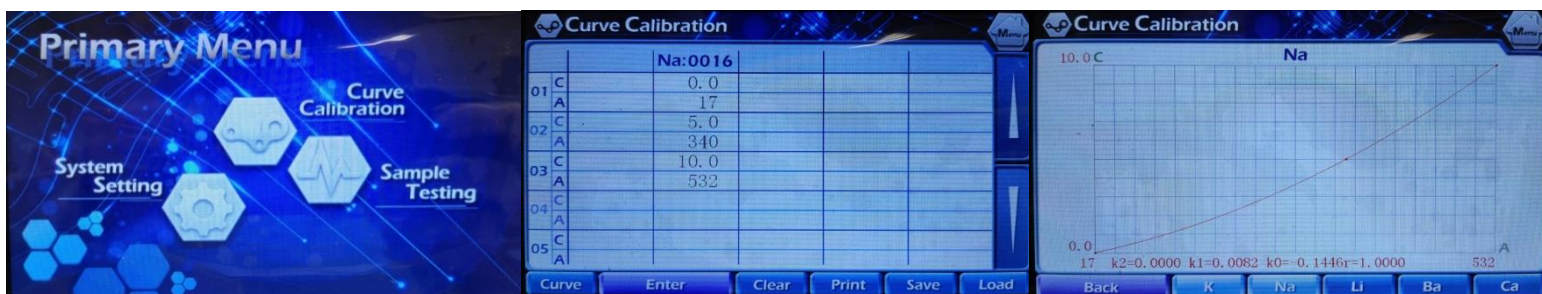 Primary Menu
Curve
Calibration
System
Setting
Sample
Testing
Curve Calibration
Menu
Na:0016
01 C 0.0
A 17
02 C 5.0
A 340
03 C 10.0
A 532
04 C
A
05 C
A
Curve Enter Clear Print Save Load
Curve Calibration
Menu
10.0 C Na
0.0 A
17 k2=0.0000 k1=0.0082 k0=-0.1446r=1.0000 532
Back K Na Li Ba Ca